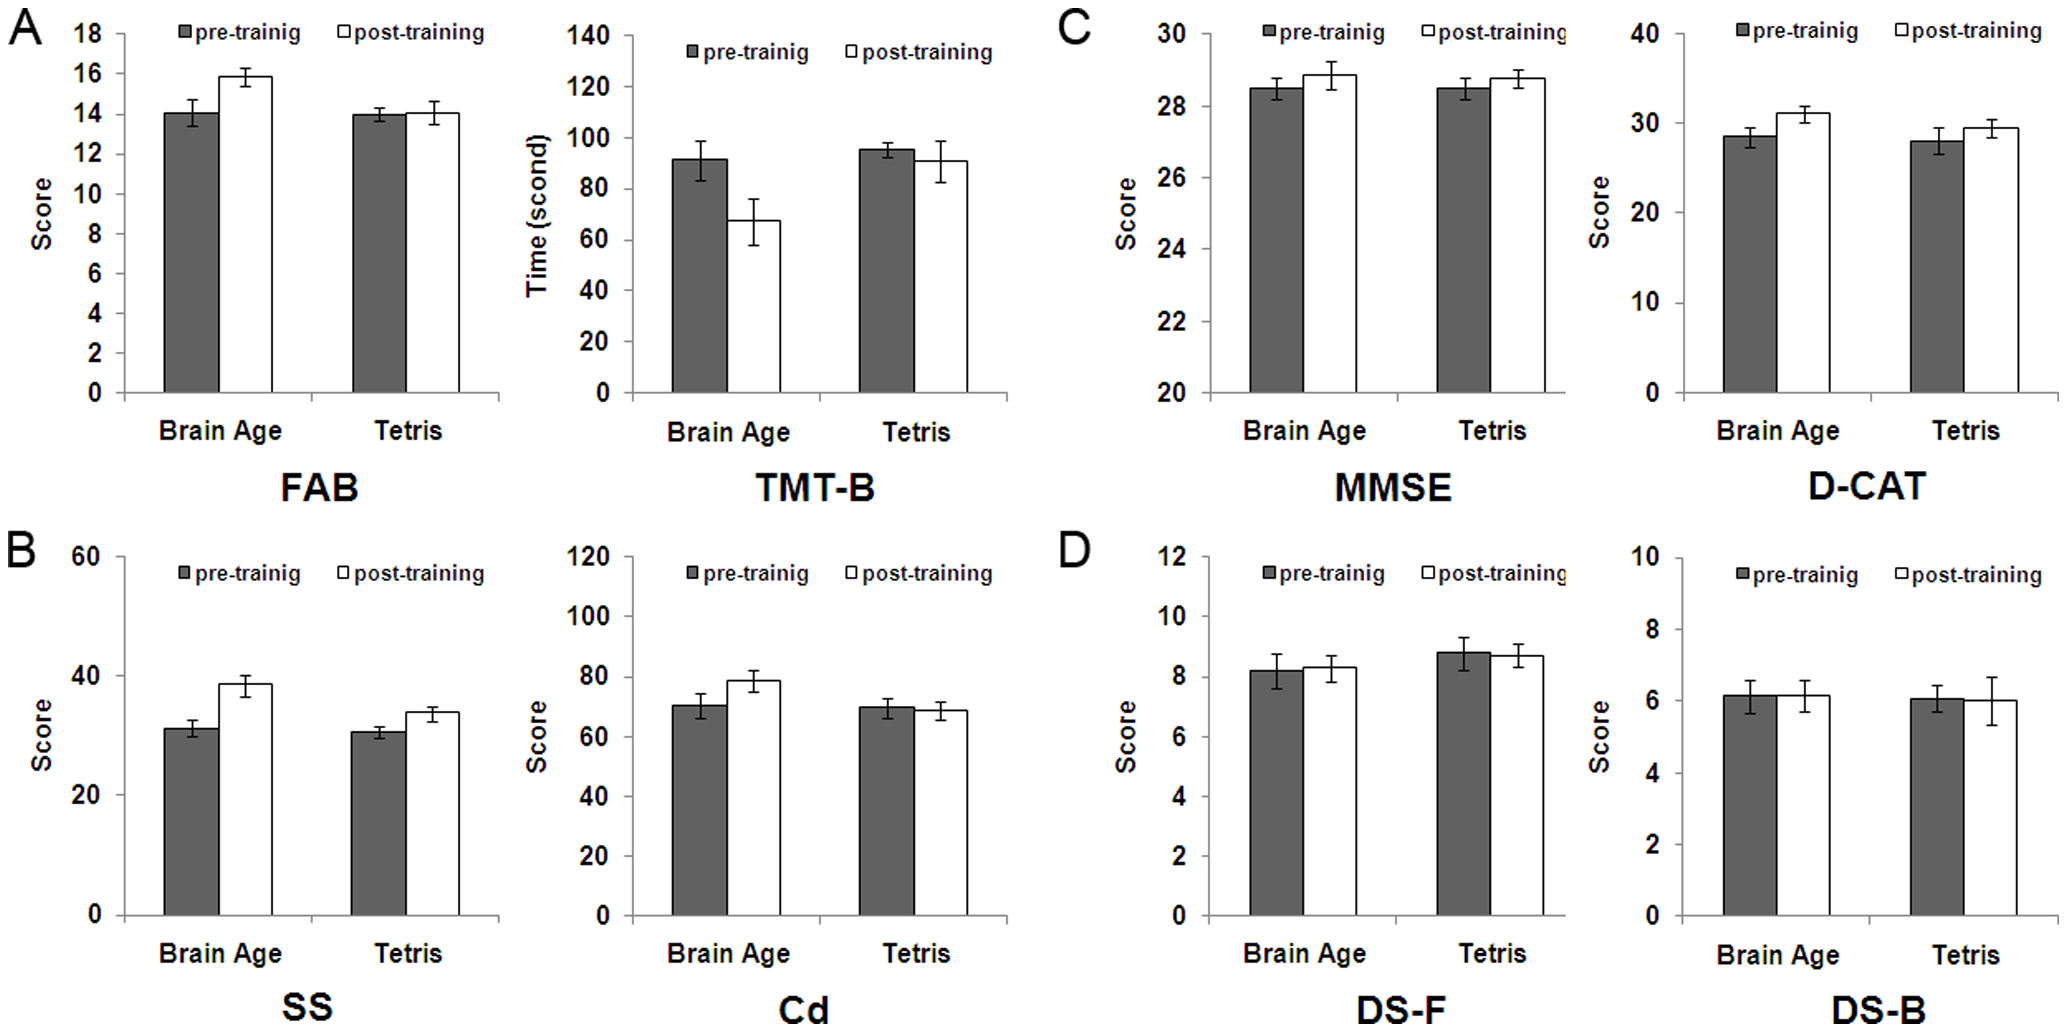 A
18
16
14
12
10
8
6
4
2
0
Score
pre-trainig post-training
Brain Age Tetris
FAB
140
120
100
80
60
40
20
0
Time (scond)
pre-trainig post-training
Brain Age Tetris
TMT-B
C
30
28
26
24
22
20
Score
pre-trainig post-training
Brain Age Tetris
MMSE
40
30
20
10
0
Score
pre-trainig post-training
Brain Age Tetris
D-CAT
B
60
40
20
0
Score
pre-trainig post-training
Brain Age Tetris
SS
120
100
80
60
40
20
0
Score
pre-trainig post-training
Brain Age Tetris
Cd
D
12
10
8
6
4
2
0
Score
pre-trainig post-training
Brain Age Tetris
DS-F
10
8
6
4
2
0
Score
pre-trainig post-training
Brain Age Tetris
DS-B